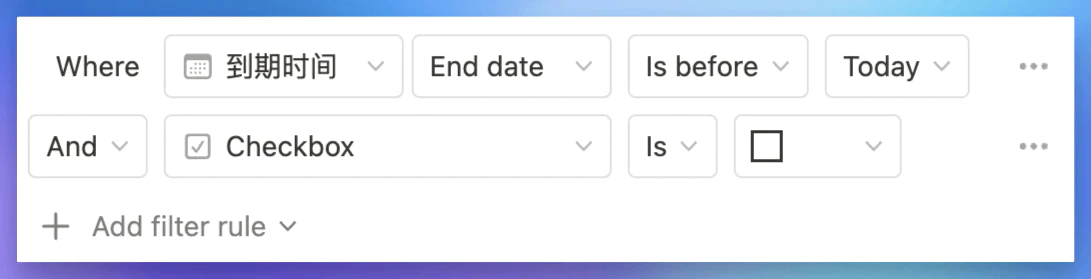 Where 到期时间 End date Is before Today
And Checkbox Is
Add filter rule